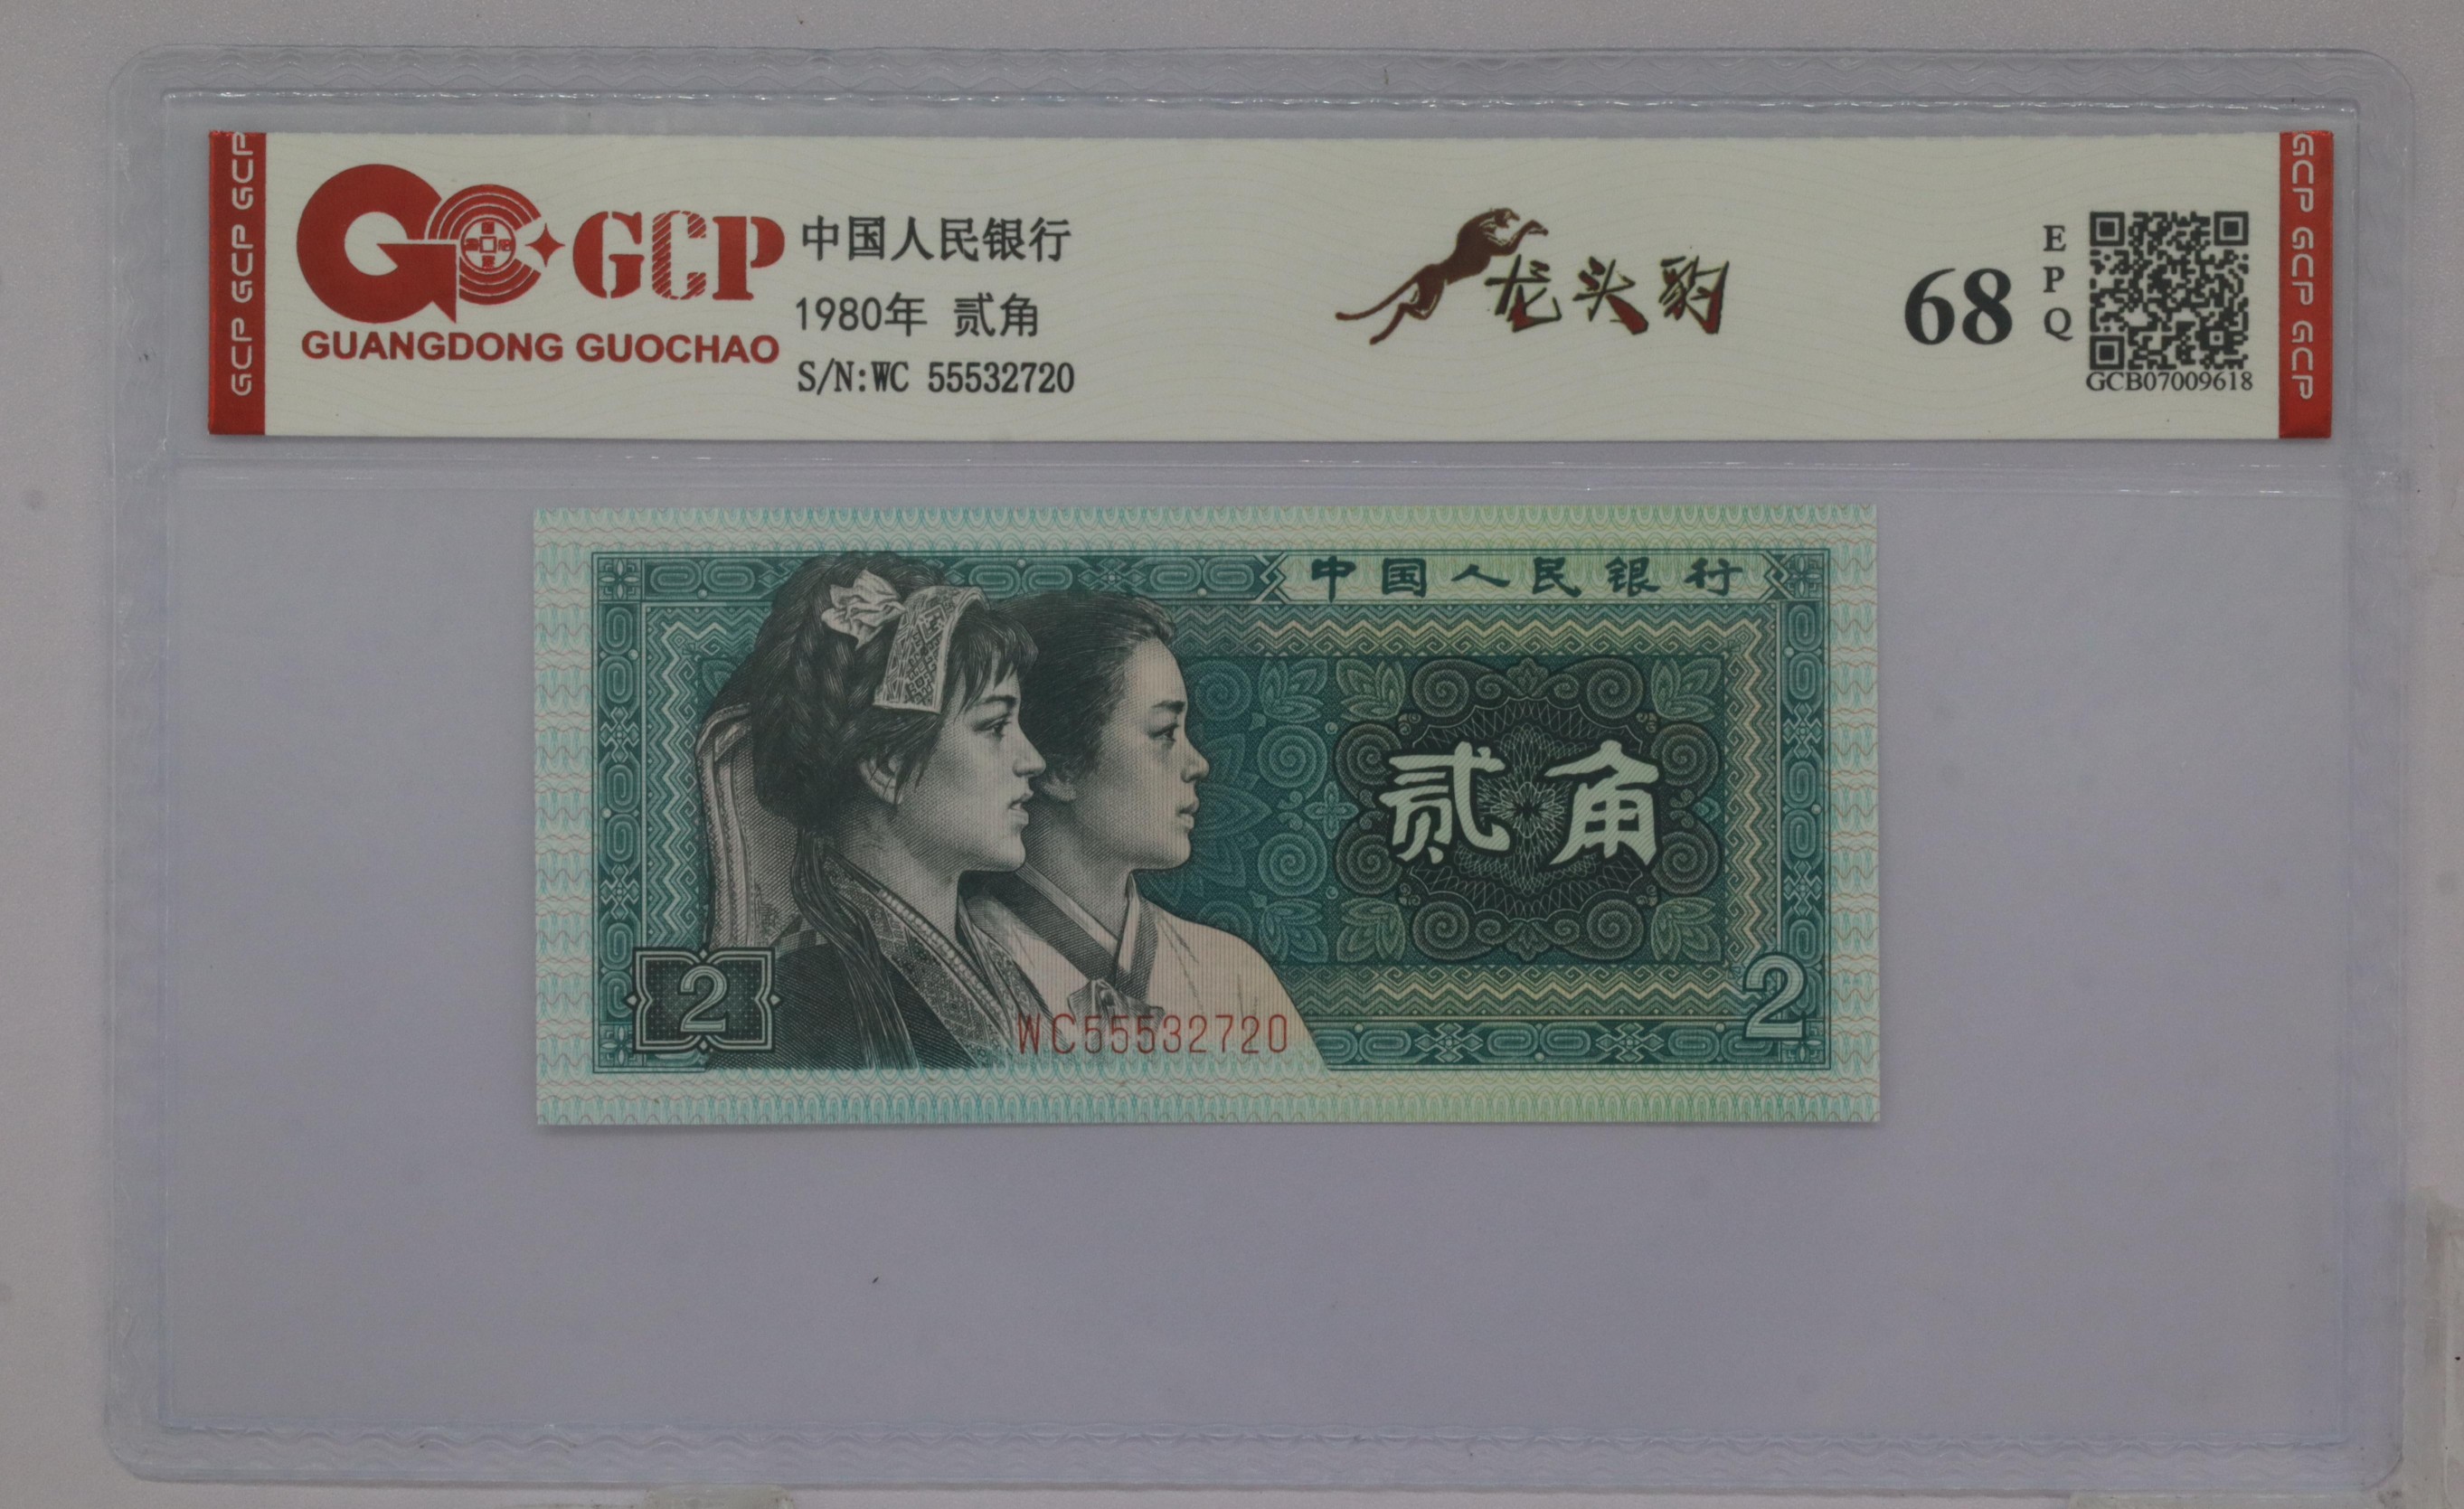 GCP GCP GCP
GCP
GUANGDONG GUOCHAO
中国人民银行
1980年 贰角
S/N:WC 55532720
龙头豹
68
EPQ
GCB07009618
GCP GCP GCP
中国人民银行
贰角
2
WC55532720
2